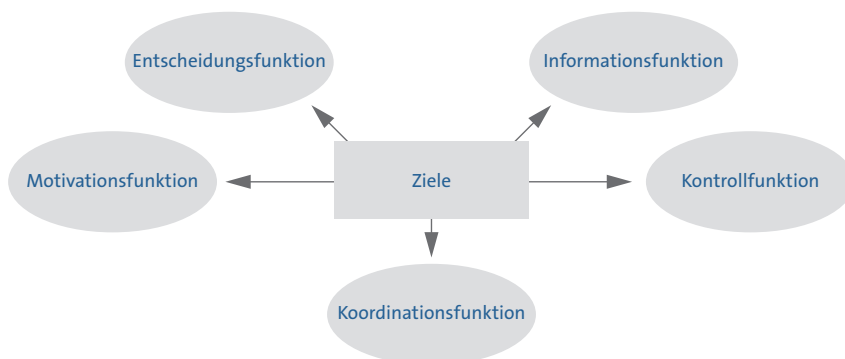 Entscheidungsfunktion
Informationsfunktion
Motivationsfunktion
Ziele
Kontrollfunktion
Koordinationsfunktion